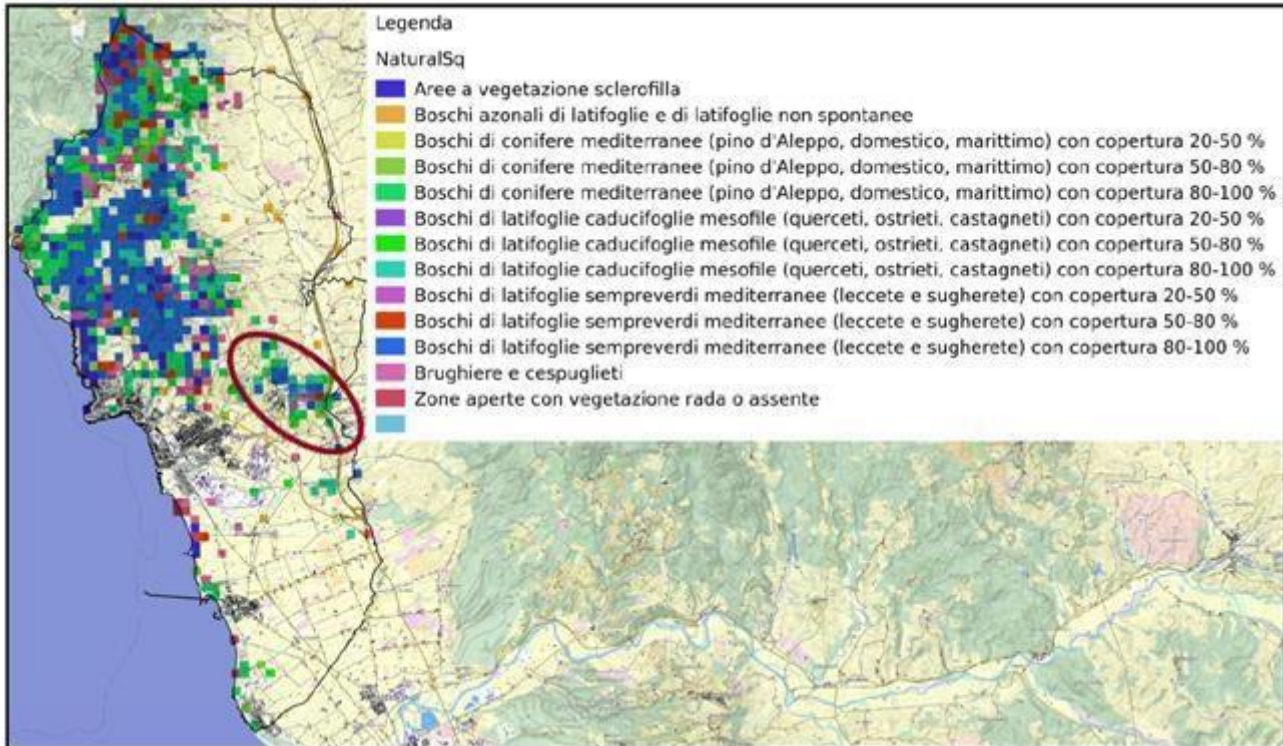 Legenda
NaturalSq
Aree a vegetazione sclerofilla
Boschi azonali di latifoglie e di latifoglie non spontanee
Boschi di conifere mediterranee (pino d'Aleppo, domestico, marittimo) con copertura 20-50 %
Boschi di conifere mediterranee (pino d'Aleppo, domestico, marittimo) con copertura 50-80 %
Boschi di conifere mediterranee (pino d'Aleppo, domestico, marittimo) con copertura 80-100 %
Boschi di latifoglie caducifoglie mesofile (querceti, ostrieti, castagneti) con copertura 20-50 %
Boschi di latifoglie caducifoglie mesofile (querceti, ostrieti, castagneti) con copertura 50-80 %
Boschi di latifoglie caducifoglie mesofile (querceti, ostrieti, castagneti) con copertura 80-100 %
Boschi di latifoglie sempreverdi mediterranee (leccete e sugherete) con copertura 20-50 %
Boschi di latifoglie sempreverdi mediterranee (leccete e sugherete) con copertura 50-80 %
Boschi di latifoglie sempreverdi mediterranee (leccete e sugherete) con copertura 80-100 %
Brughiere e cespuglieti
Zone aperte con vegetazione rada o assente